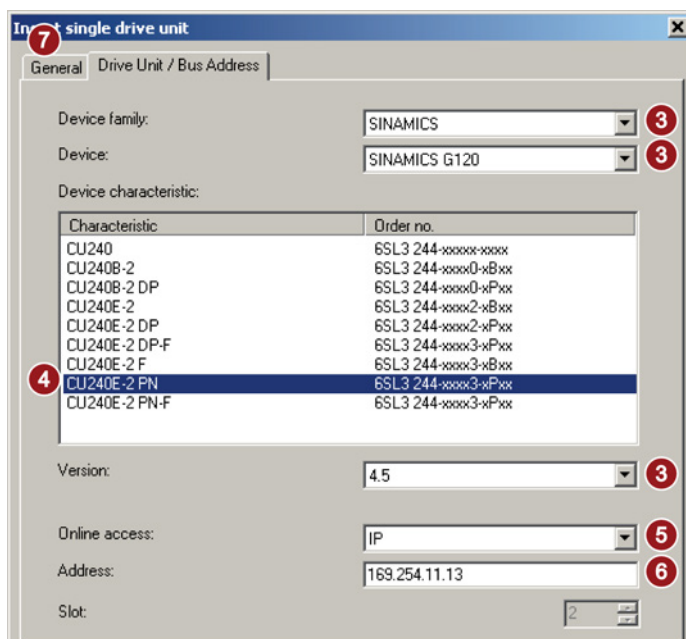 Insert single drive unit
7
General
Drive Unit / Bus Address
Device family:
SINAMICS
3
Device:
SINAMICS G120
3
Device characteristic:
Characteristic Order no.
CU240 6SL3 244-xxxxx-xxxx
CU240B-2 6SL3 244-xxxx0-xBxx
CU240B-2 DP 6SL3 244-xxxx0-xPxx
CU240E-2 6SL3 244-xxxx2-xBxx
CU240E-2 DP 6SL3 244-xxxx2-xPxx
CU240E-2 DP-F 6SL3 244-xxxx3-xPxx
CU240E-2 F 6SL3 244-xxxx3-xBxx
4 CU240E-2 PN 6SL3 244-xxxx3-xPxx
CU240E-2 PN-F 6SL3 244-xxxx3-xPxx
Version:
4.5
3
Online access:
IP
5
Address:
169.254.11.13
6
Slot:
2